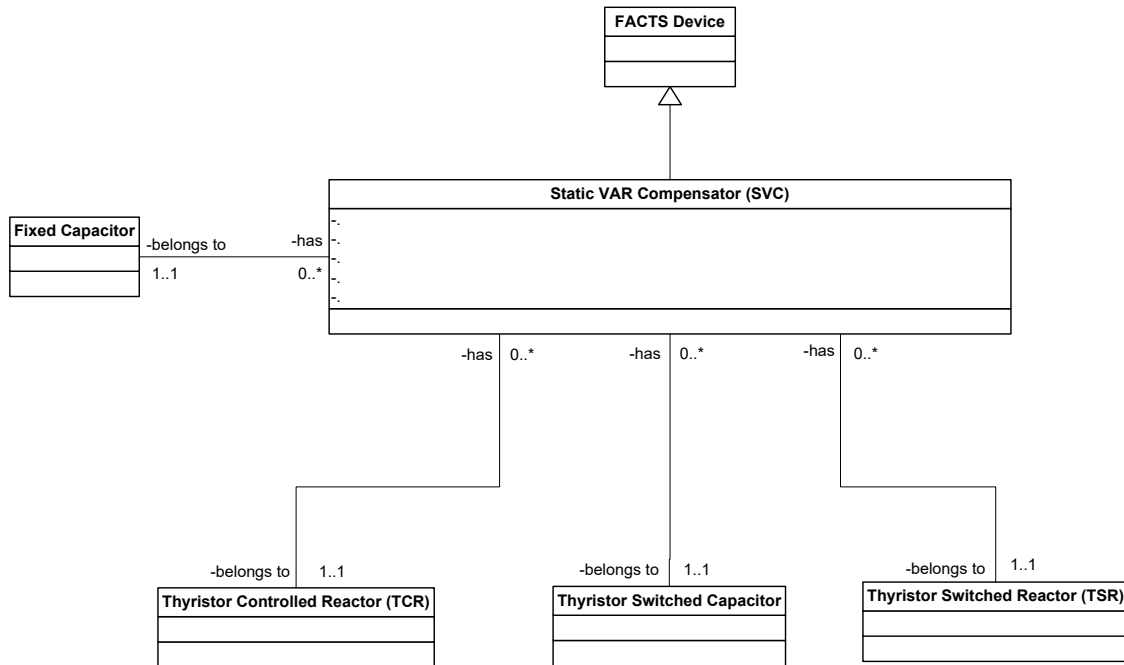 FACTS Device
Static VAR Compensator (SVC)
-.
-.
-.
-.
-.
Fixed Capacitor
-belongs to
-has
1..1
0..*
-has 0..*
-has 0..*
-has 0..*
-belongs to 1..1
-belongs to 1..1
-belongs to 1..1
Thyristor Controlled Reactor (TCR)
Thyristor Switched Capacitor
Thyristor Switched Reactor (TSR)